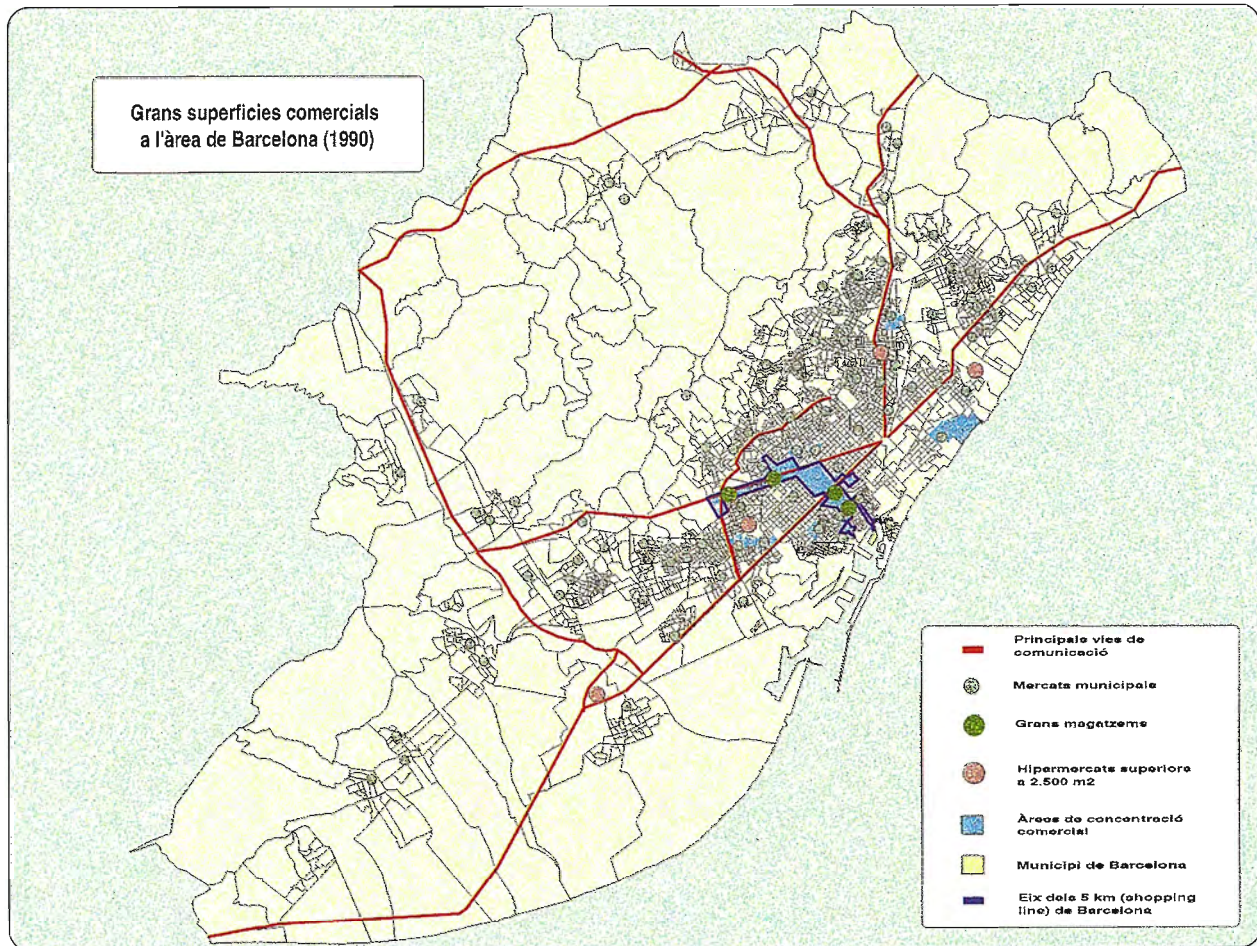 Grans superfícies comercials
a l'àrea de Barcelona (1990)
Principals vies de
comunicació
Mercats municipals
Grans magatzems
Hipermercats superiors
a 2.500 m2
Àrees de concentració
comercial
Municipi de Barcelona
Eix dels 5 km (shopping
line) de Barcelona